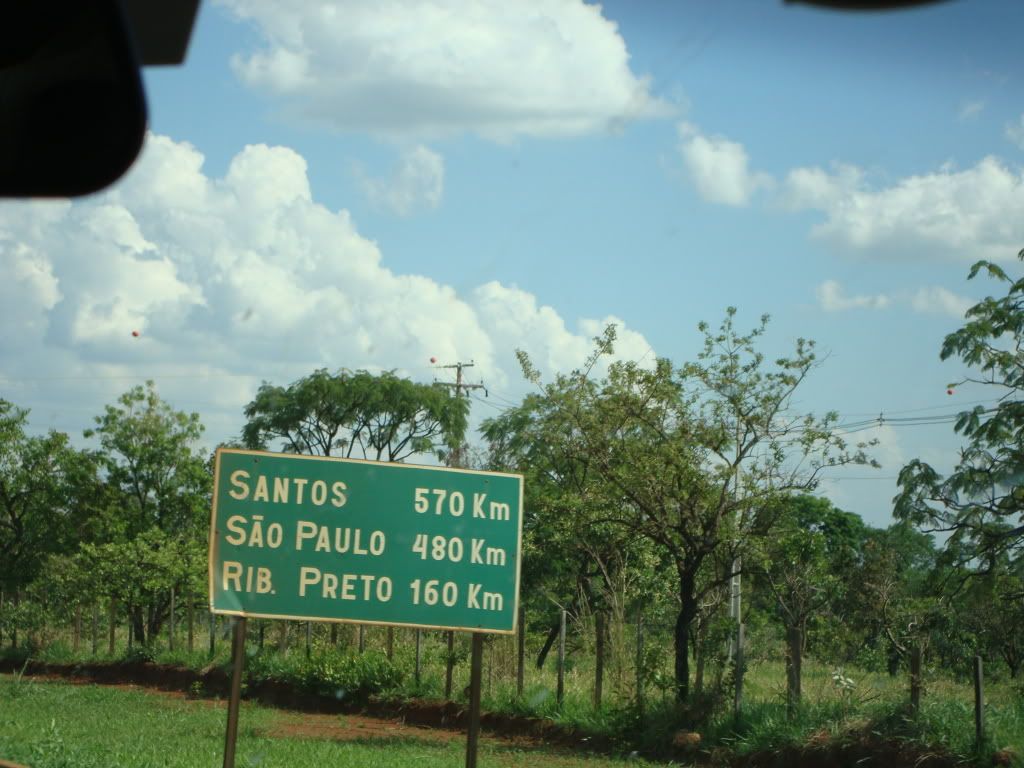 SANTOS 570 Km
SÃO PAULO 480 Km
RIB. PRETO 160 Km